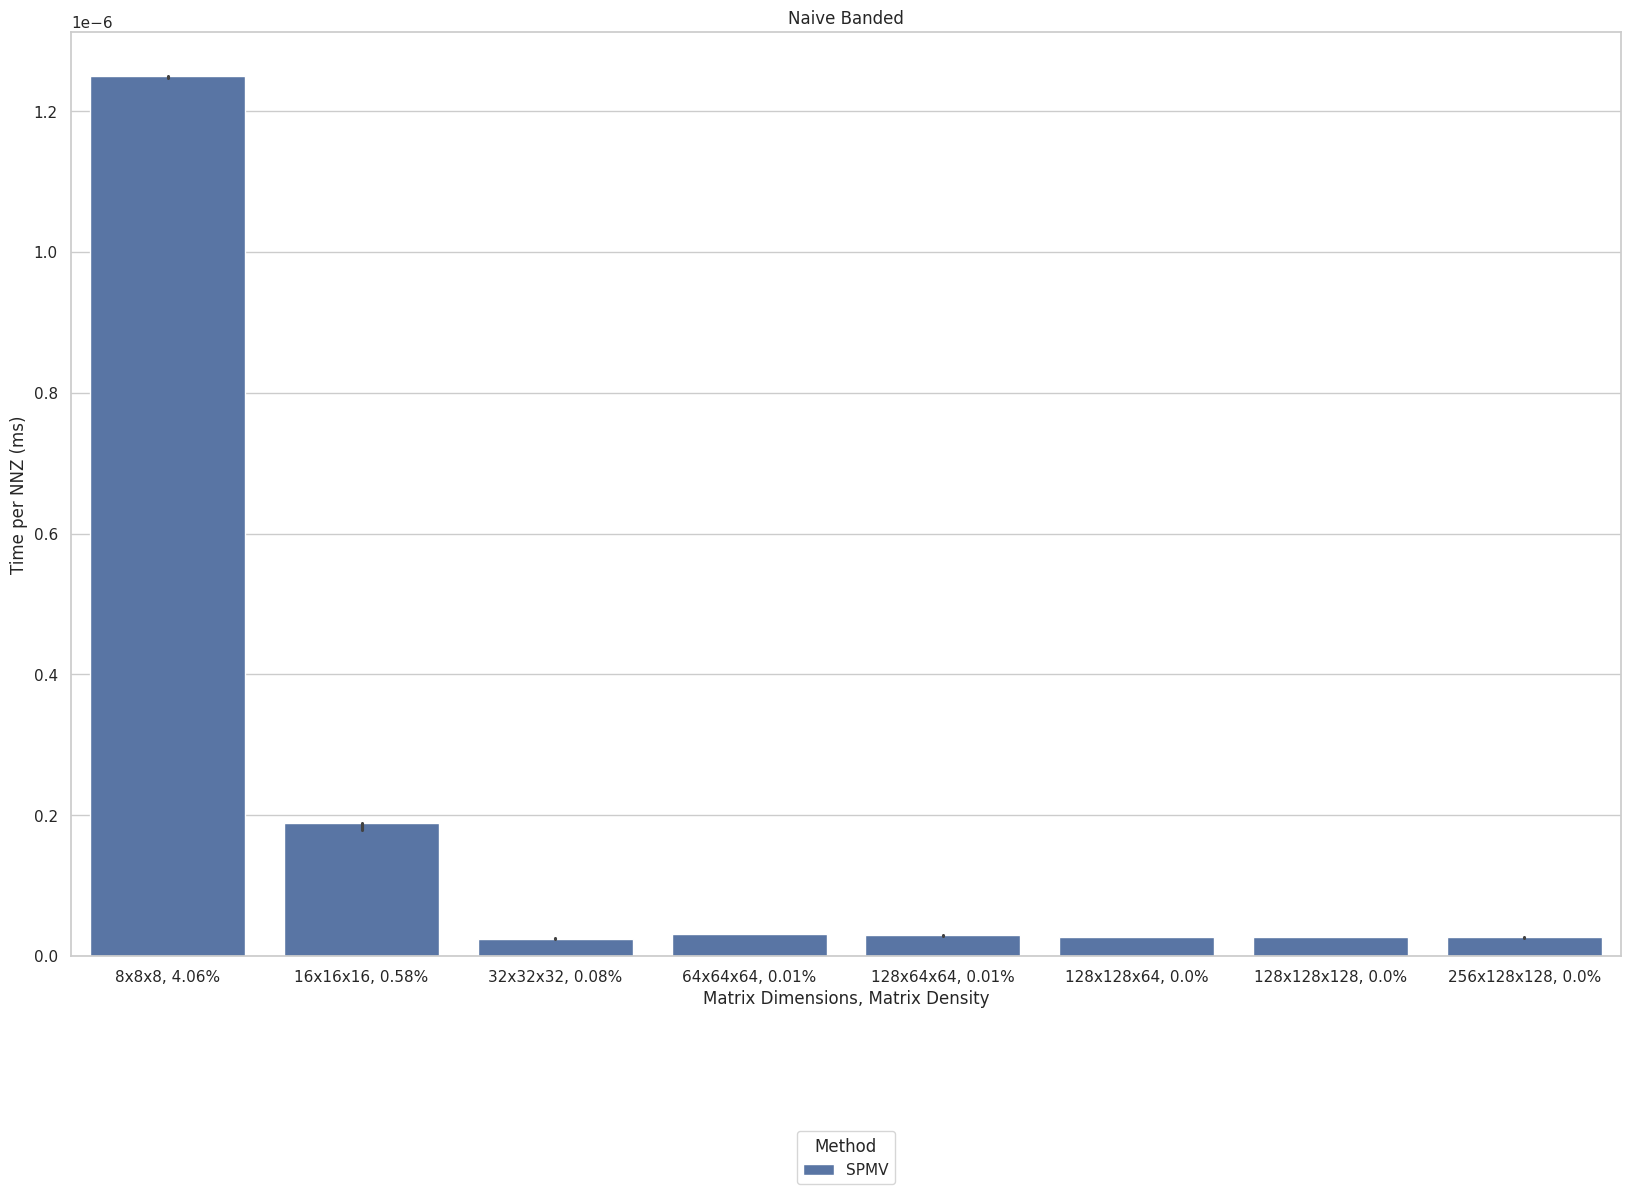 Naive Banded
1e−6
1.2
1.0
0.8
0.6
0.4
0.2
0.0
Time per NNZ (ms)
8x8x8, 4.06%
16x16x16, 0.58%
32x32x32, 0.08%
64x64x64, 0.01%
128x64x64, 0.01%
128x128x64, 0.0%
128x128x128, 0.0%
256x128x128, 0.0%
Matrix Dimensions, Matrix Density
Method
SPMV